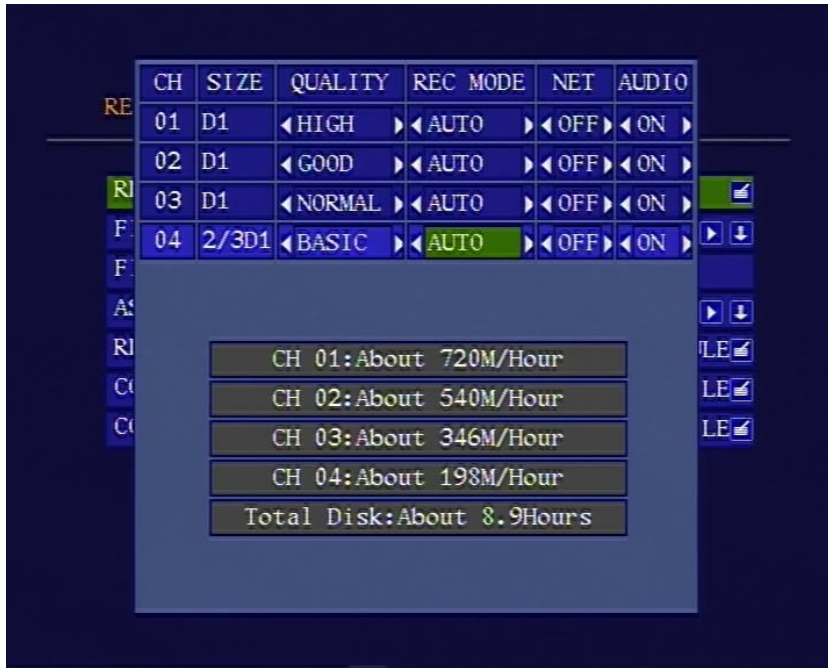 CH SIZE QUALITY REC MODE NET AUDIO
01 D1 HIGH AUTO OFF ON
02 D1 GOOD AUTO OFF ON
03 D1 NORMAL AUTO OFF ON
04 2/3D1 BASIC AUTO OFF ON
CH 01:About 720M/Hour
CH 02:About 540M/Hour
CH 03:About 346M/Hour
CH 04:About 198M/Hour
Total Disk:About 8.9Hours